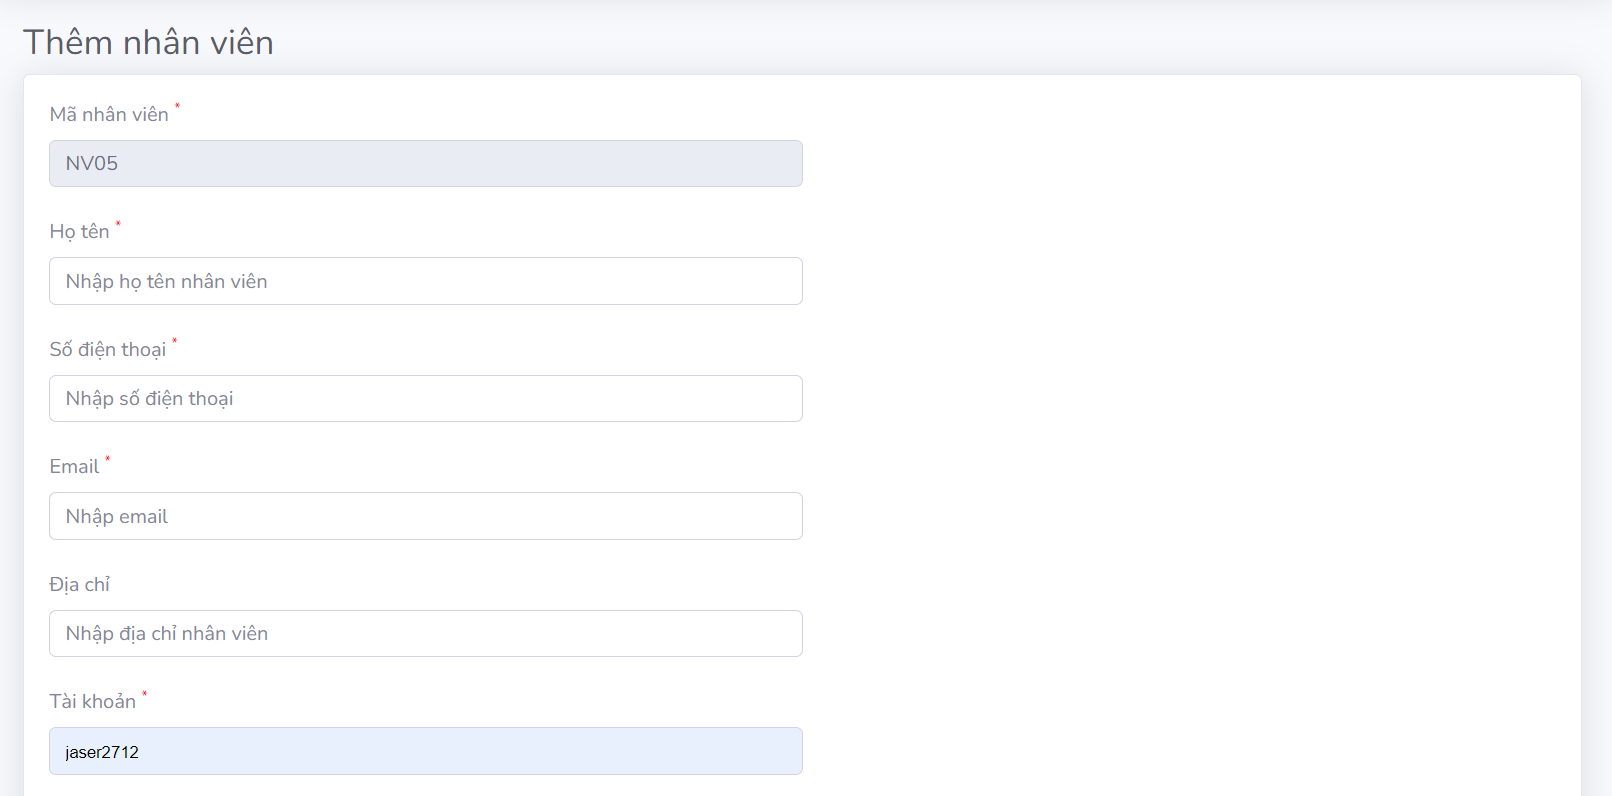 Thêm nhân viên
Mã nhân viên *
NV05
Họ tên *
Nhập họ tên nhân viên
Số điện thoại *
Nhập số điện thoại
Email *
Nhập email
Địa chỉ
Nhập địa chỉ nhân viên
Tài khoản *
jaser2712